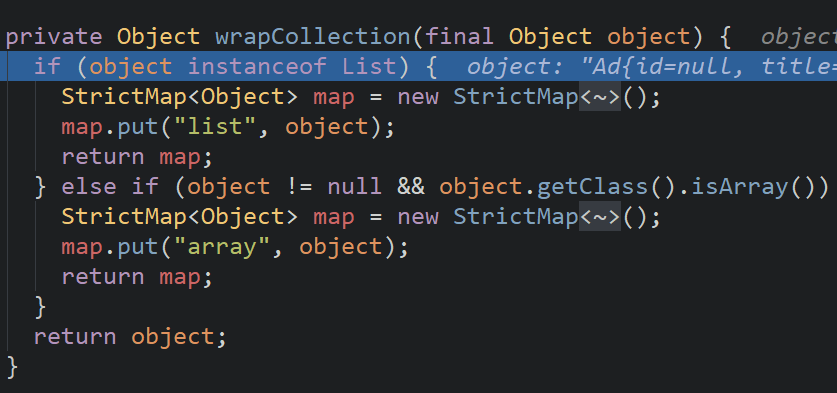 private Object wrapCollection(final Object object) {  object
if (object instanceof List) {  object: "Ad{id=null, title=
StrictMap<Object> map = new StrictMap<~>();
map.put("list", object);
return map;
} else if (object != null && object.getClass().isArray())
StrictMap<Object> map = new StrictMap<~>();
map.put("array", object);
return map;
}
return object;
}